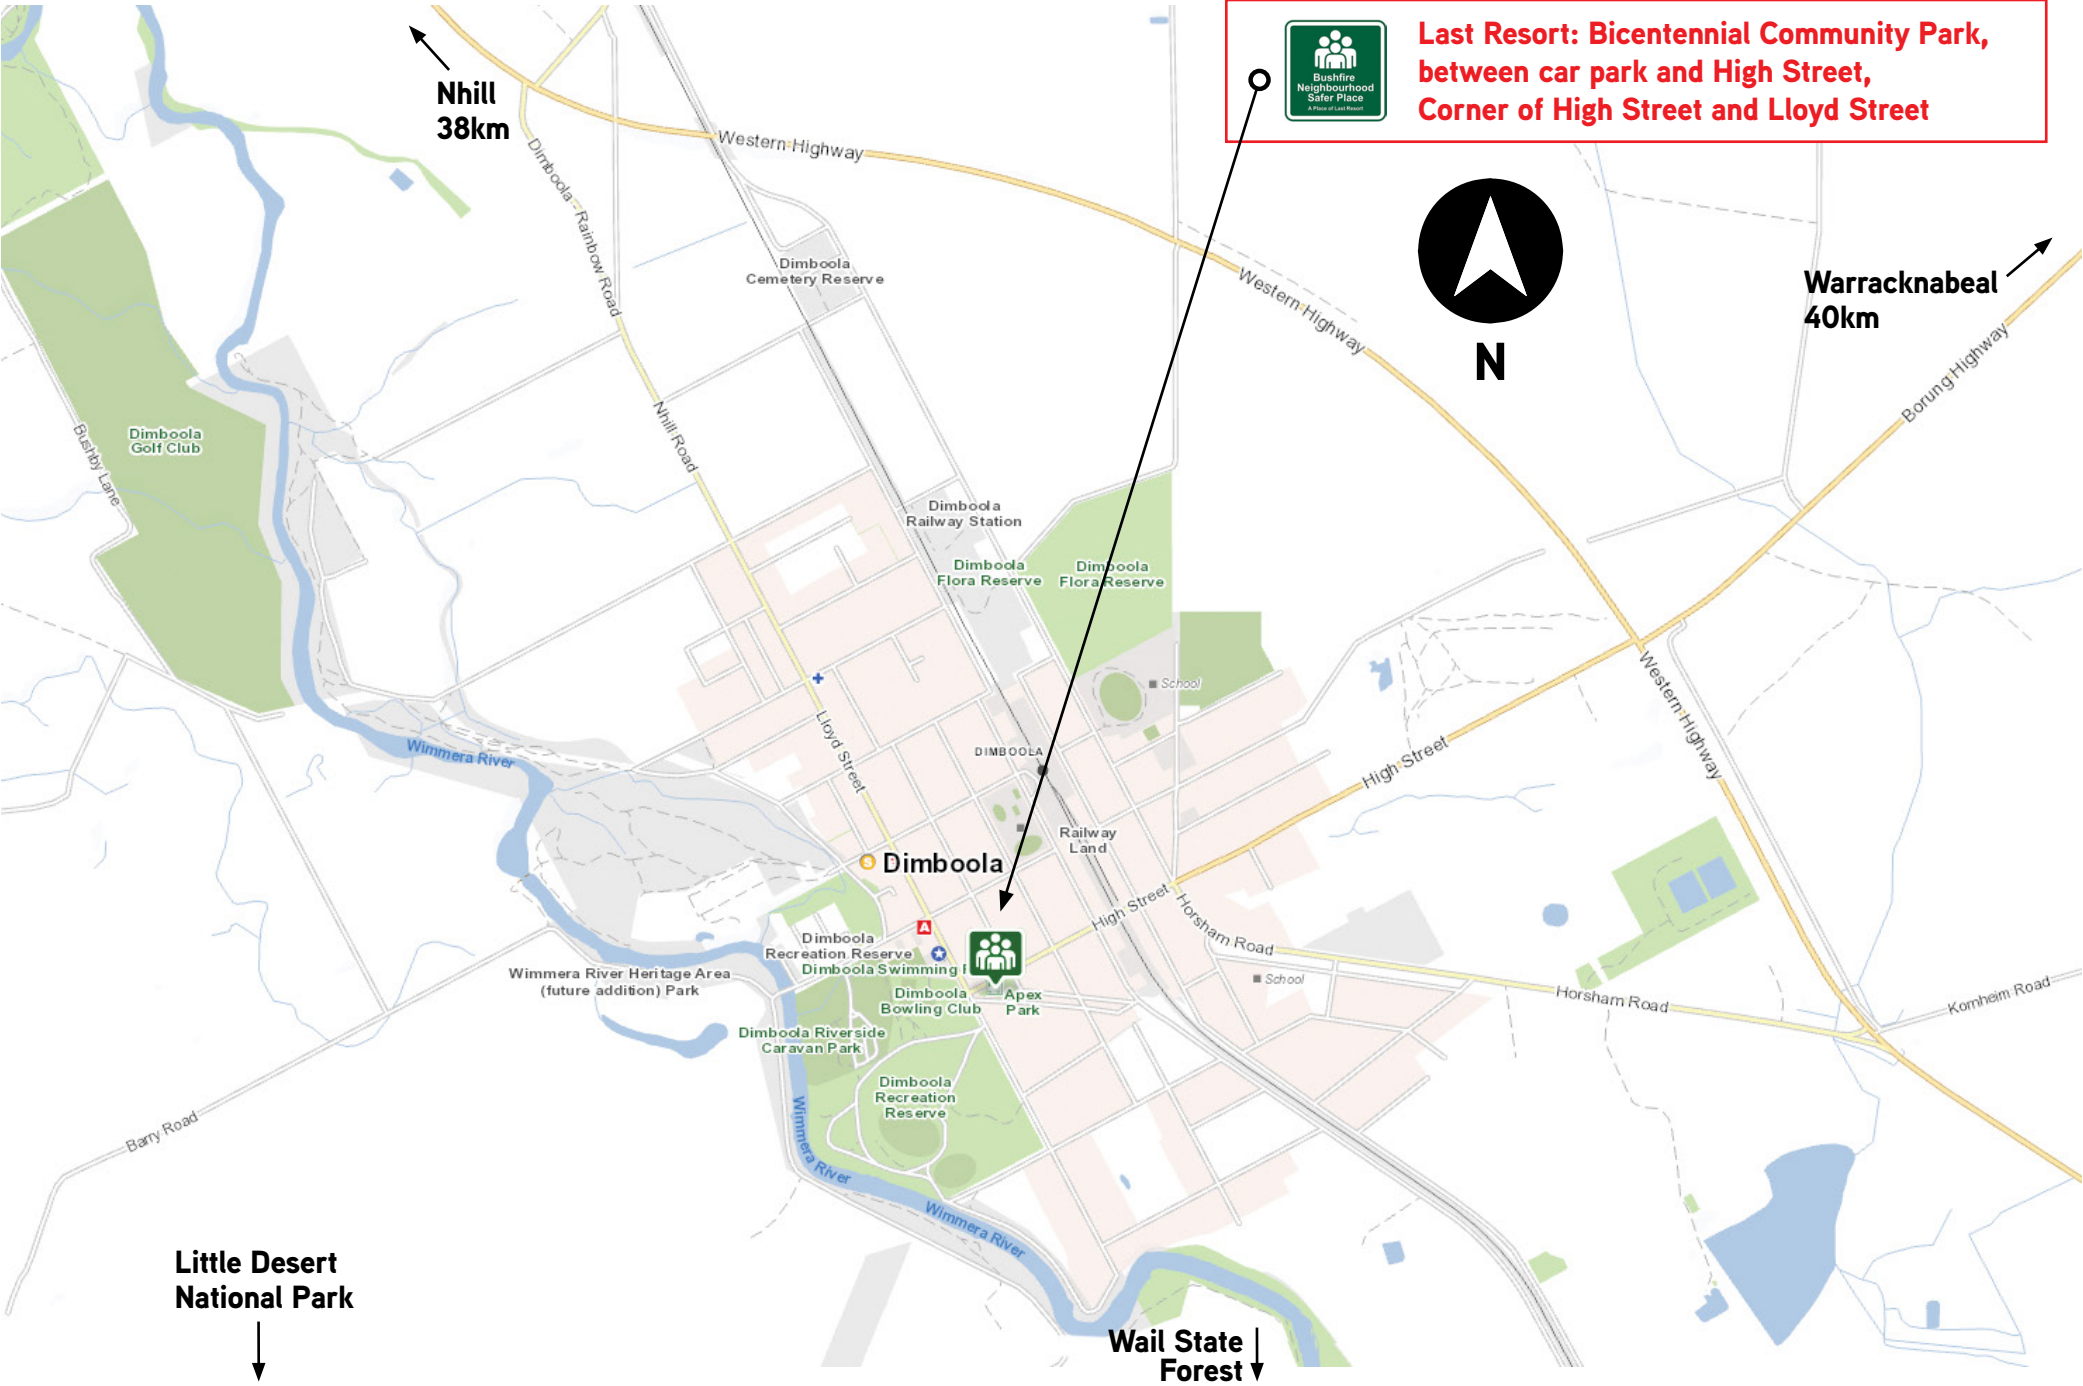 Last Resort: Bicentennial Community Park,
between car park and High Street,
Corner of High Street and Lloyd Street
Bushfire
Neighbourhood
Safer Place
A Place of Last Resort
Nhill
38km
Western Highway
Dimboola - Rainbow Road
N
Warracknabeal
40km
Dimboola
Cemetery Reserve
Western Highway
Borung Highway
Nhill Road
Dimboola
Golf Club
Bushby Lane
Dimboola
Railway Station
Dimboola
Flora Reserve
Dimboola
Flora Reserve
School
Western Highway
Lloyd Street
Wimmera River
DIMBOOLA
High Street
Railway
Land
S
Dimboola
High Street
Horsham Road
A
Dimboola
Recreation Reserve
Dimboola Swimming
Wimmera River Heritage Area
(future addition) Park
School
Dimboola
Bowling Club
Apex
Park
Horsham Road
Kornheim Road
Dimboola Riverside
Caravan Park
Dimboola
Recreation
Reserve
Barry Road
Wimmera River
Wimmera River
Little Desert
National Park
Wail State
Forest